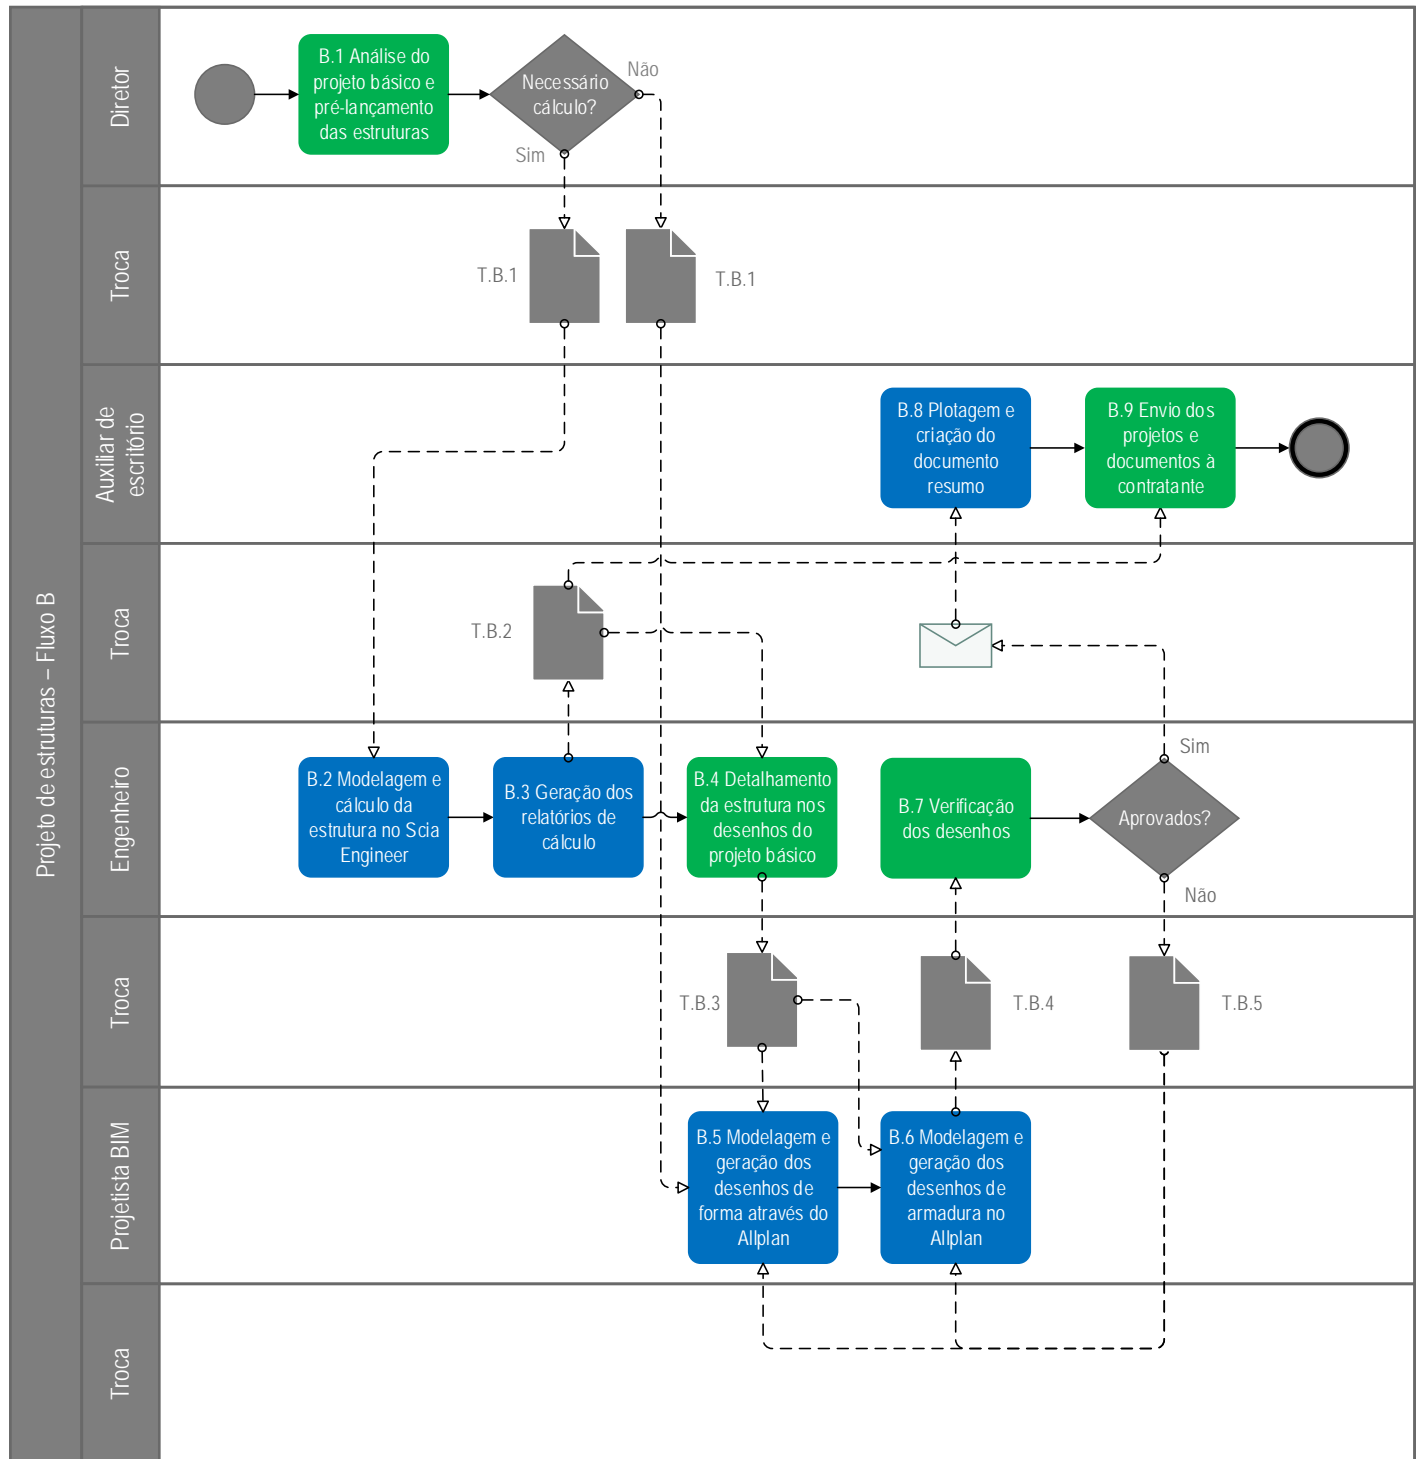 Projeto de estruturas – Fluxo B
Diretor
B.1 Análise do
projeto básico e
pré-lançamento
das estruturas
Necessário
cálculo?
Não
Sim
Troca
T.B.1
T.B.1
Auxiliar de
escritório
B.8 Plotagem e
criação do
documento
resumo
B.9 Envio dos
projetos e
documentos à
contratante
Troca
T.B.2
Engenheiro
B.2 Modelagem e
cálculo da
estrutura no Scia
Engineer
B.3 Geração dos
relatórios de
cálculo
B.4 Detalhamento
da estrutura nos
desenhos do
projeto básico
B.7 Verificação
dos desenhos
Aprovados?
Sim
Não
Troca
T.B.3
T.B.4
T.B.5
Projetista BIM
B.5 Modelagem e
geração dos
desenhos de
forma através do
Allplan
B.6 Modelagem e
geração dos
desenhos de
armadura no
Allplan
Troca